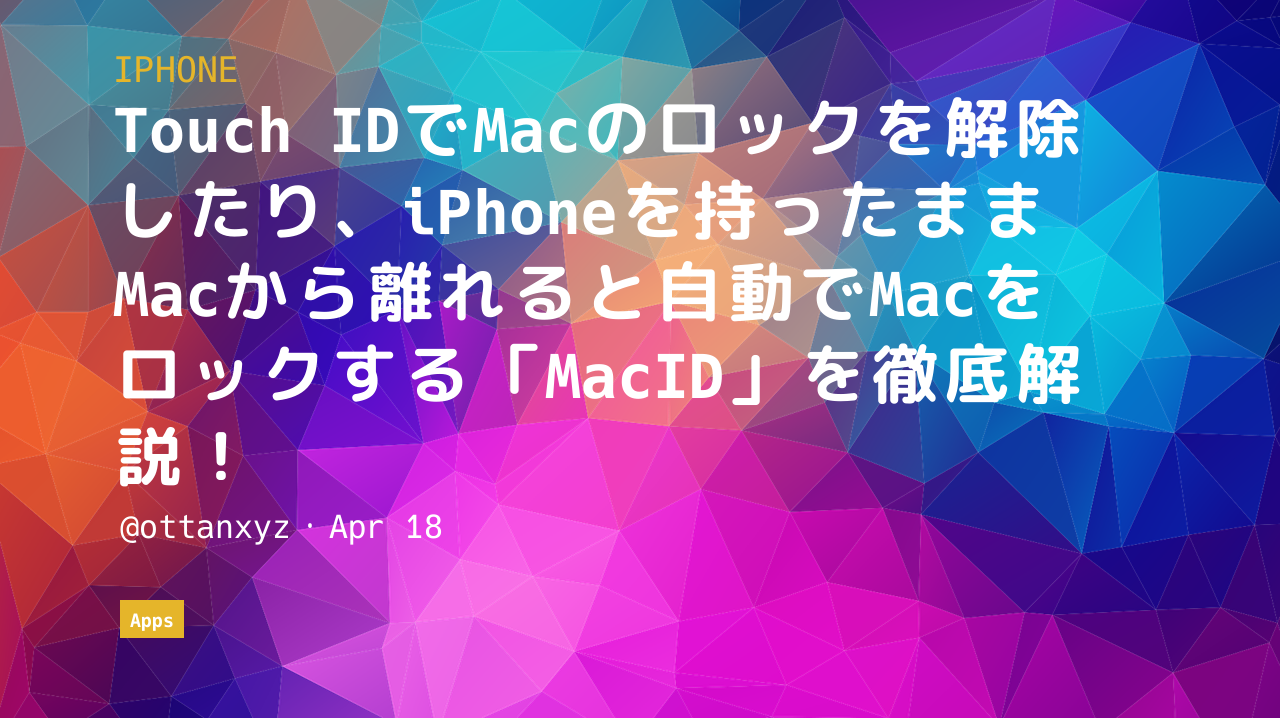 IPHONE
Touch IDでMacのロックを解除
したり、iPhoneを持ったまま
Macから離れると自動でMacを
ロックする「MacID」を徹底解
説！
@ottanxyz · Apr 18
Apps